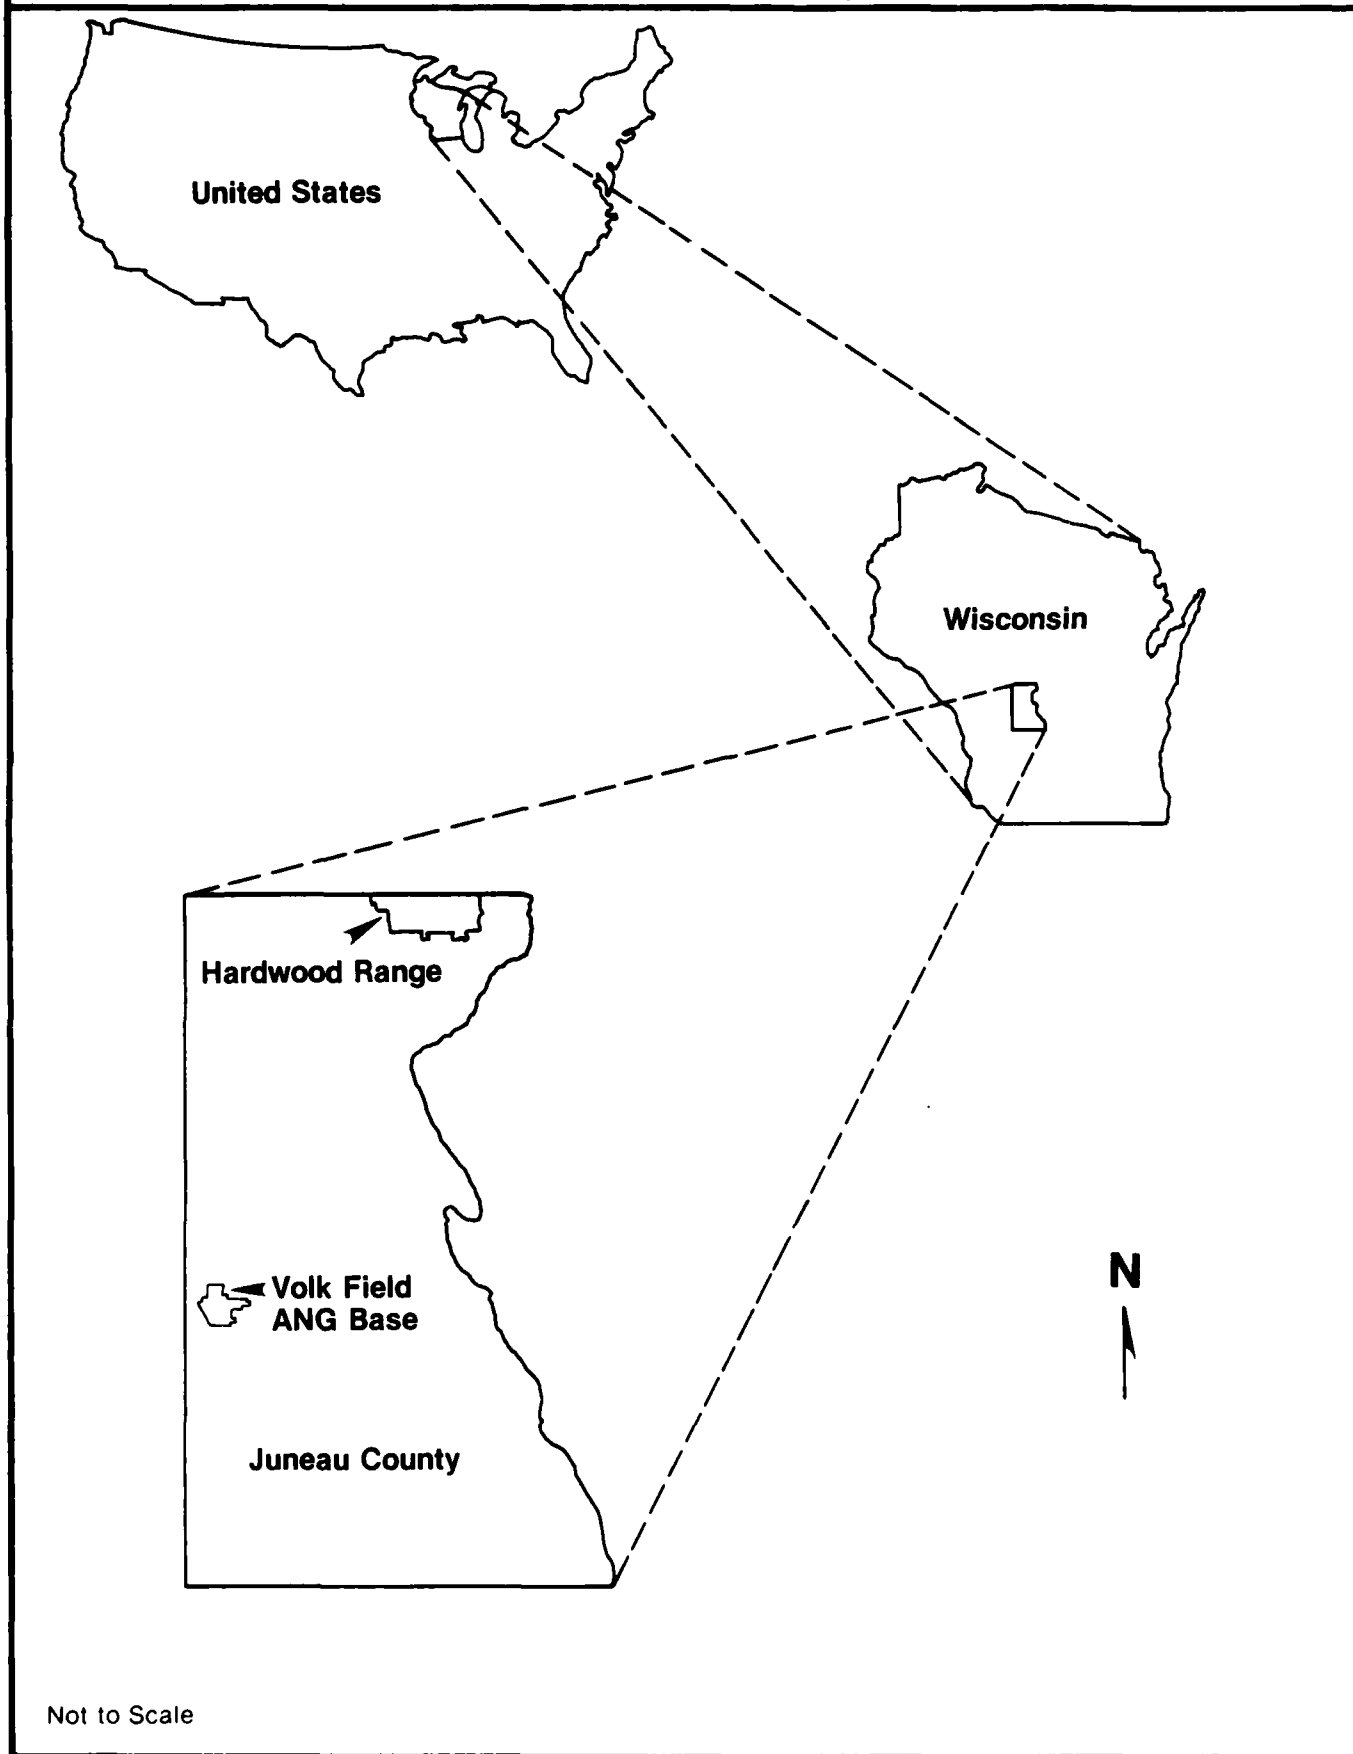 United States
Wisconsin
Hardwood Range
Volk Field
ANG Base
N
Juneau County
Not to Scale